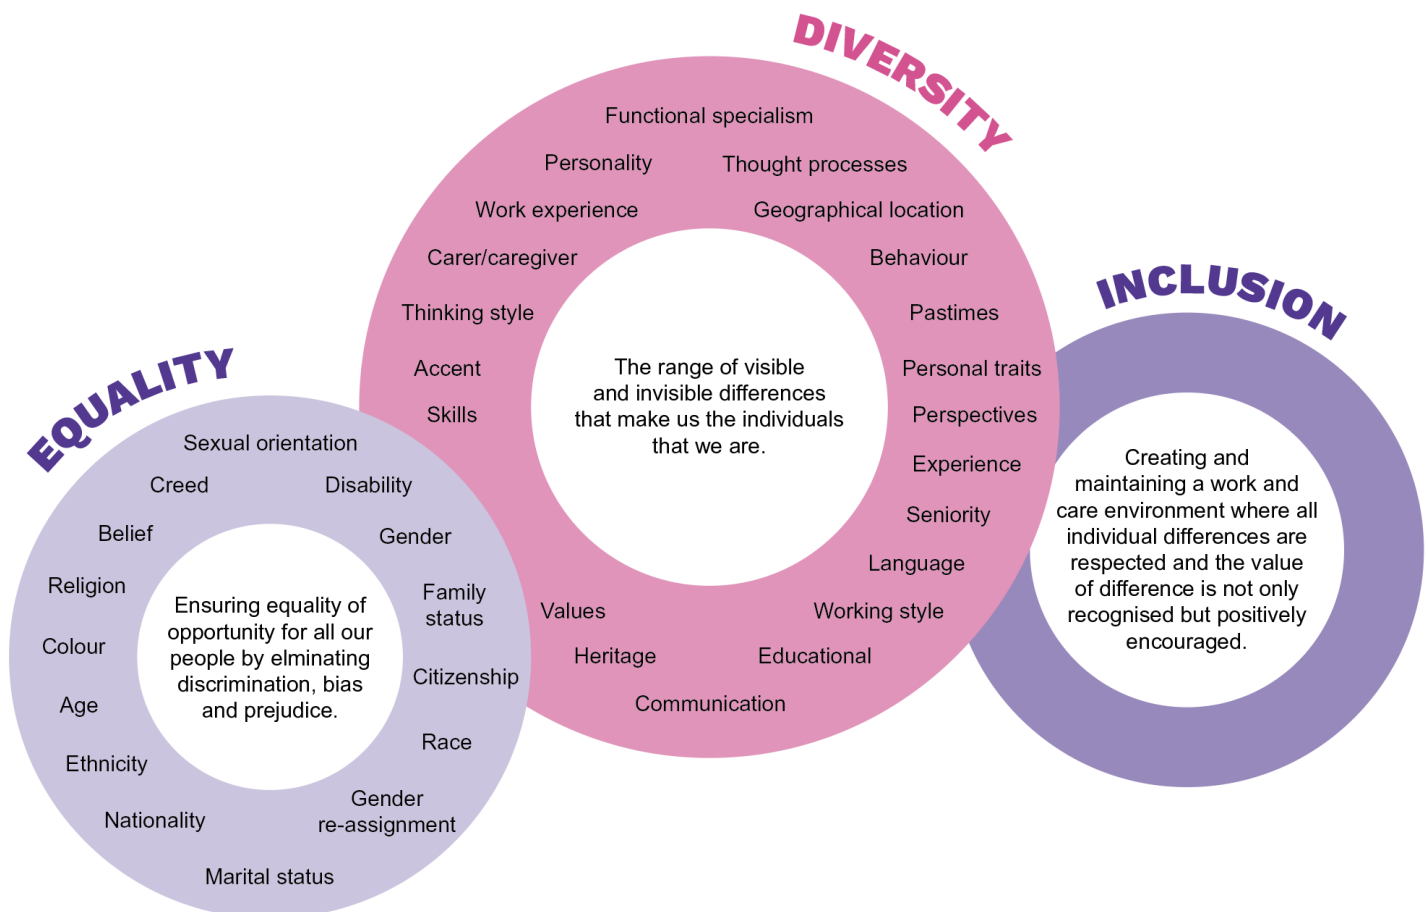 DIVERSITY
Functional specialism
Personality
Thought processes
Work experience
Geographical location
Carer/caregiver
Behaviour
Thinking style
Pastimes
Accent
Personal traits
Skills
Perspectives
Experience
Seniority
Language
Values
Working style
Heritage
Educational
Communication
The range of visible
and invisible differences
that make us the individuals
that we are.
INCLUSION
Creating and
maintaining a work and
care environment where all
individual differences are
respected and the value
of difference is not only
recognised but positively
encouraged.
EQUALITY
Sexual orientation
Creed
Disability
Belief
Gender
Religion
Family
status
Colour
Citizenship
Age
Race
Ethnicity
Gender
re-assignment
Nationality
Marital status
Ensuring equality of
opportunity for all our
people by elminating
discrimination, bias
and prejudice.